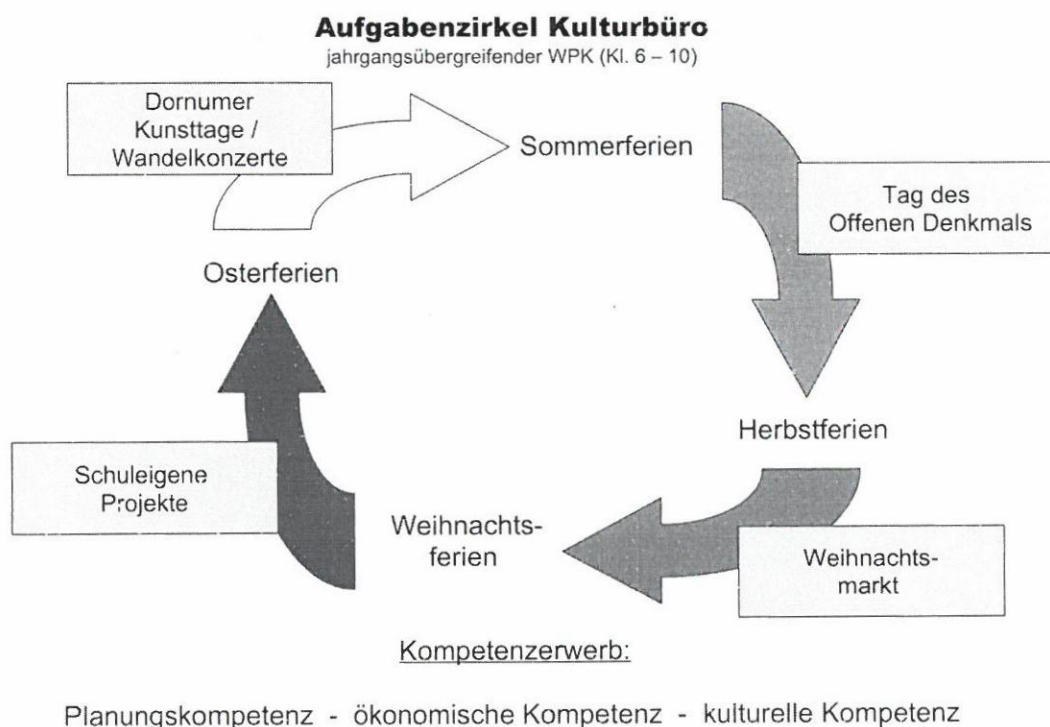 Aufgabenzirkel Kulturbüro
jahrgangsübergreifender WPK (Kl. 6 – 10)
Dornumer
Kunsttage /
Wandelkonzerte
Sommerferien
Tag des
Offenen Denkmals
Osterferien
Herbstferien
Schuleigene
Projekte
Weihnachts-
ferien
Weihnachts-
markt
Kompetenzerwerb:
Planungskompetenz - ökonomische Kompetenz - kulturelle Kompetenz